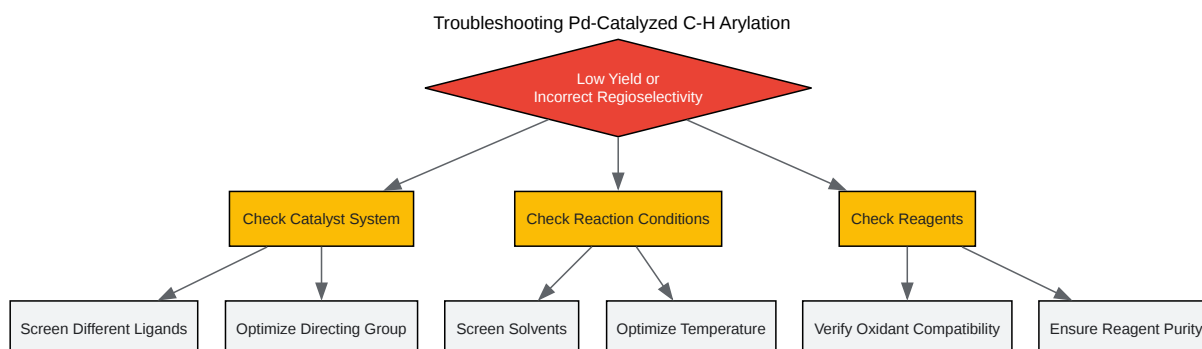 Troubleshooting Pd-Catalyzed C-H Arylation
Low Yield or
Incorrect Regioselectivity
Check Catalyst System
Check Reaction Conditions
Check Reagents
Screen Different Ligands
Optimize Directing Group
Screen Solvents
Optimize Temperature
Verify Oxidant Compatibility
Ensure Reagent Purity